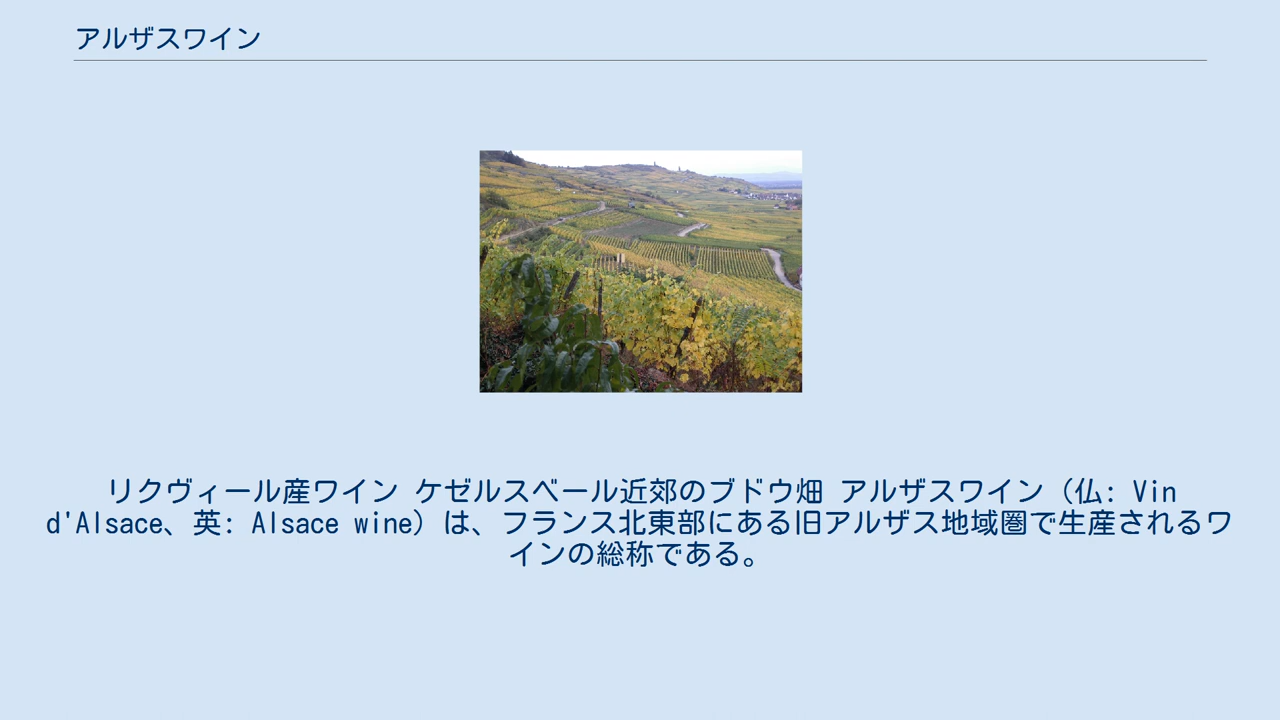 アルザスワイン
リクヴィール産ワイン ケゼルスベール近郊のブドウ畑 アルザスワイン（仏: Vin
d'Alsace、英: Alsace wine）は、フランス北東部にある旧アルザス地域圏で生産されるワ
インの総称である。